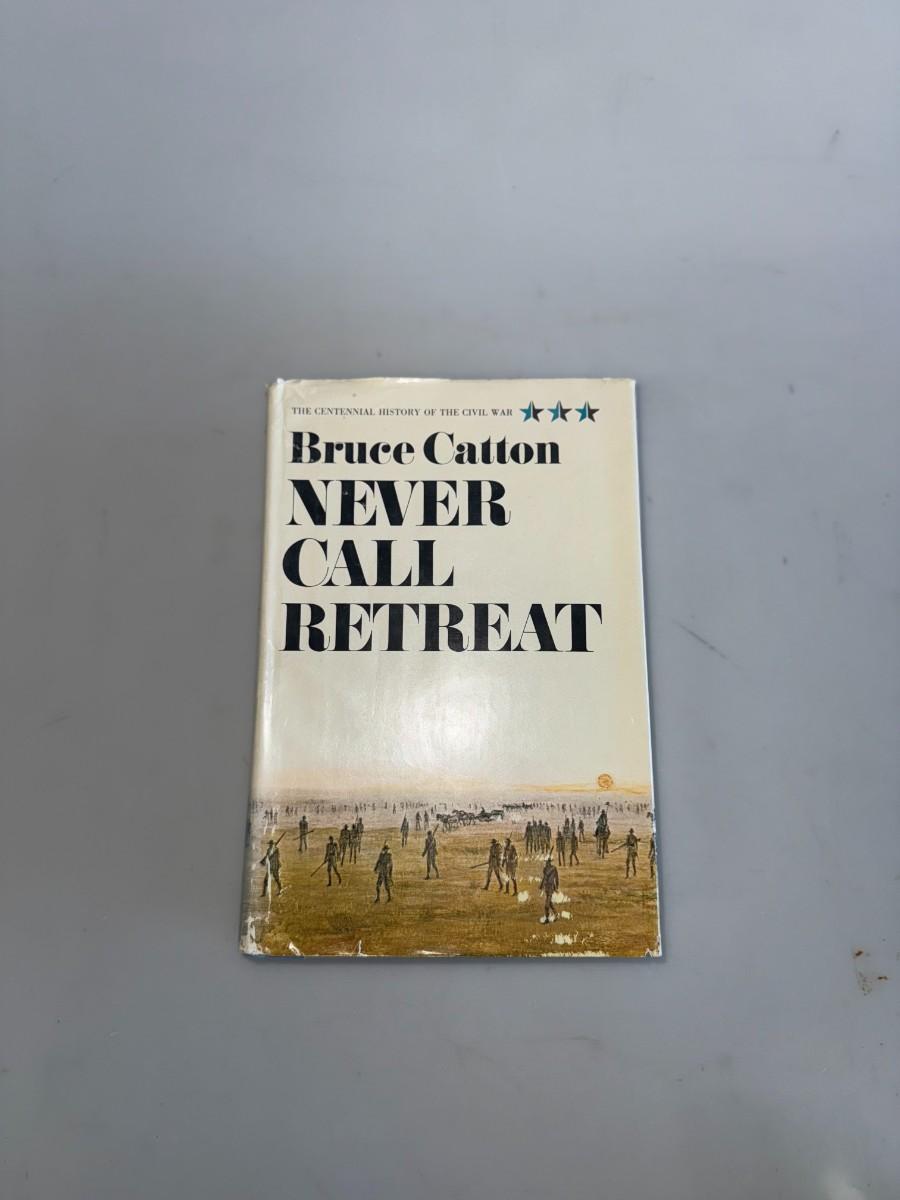 THE CENTENNIAL HISTORY OF THE CIVIL WAR
Bruce Catton
NEVER
CALL
RETREAT